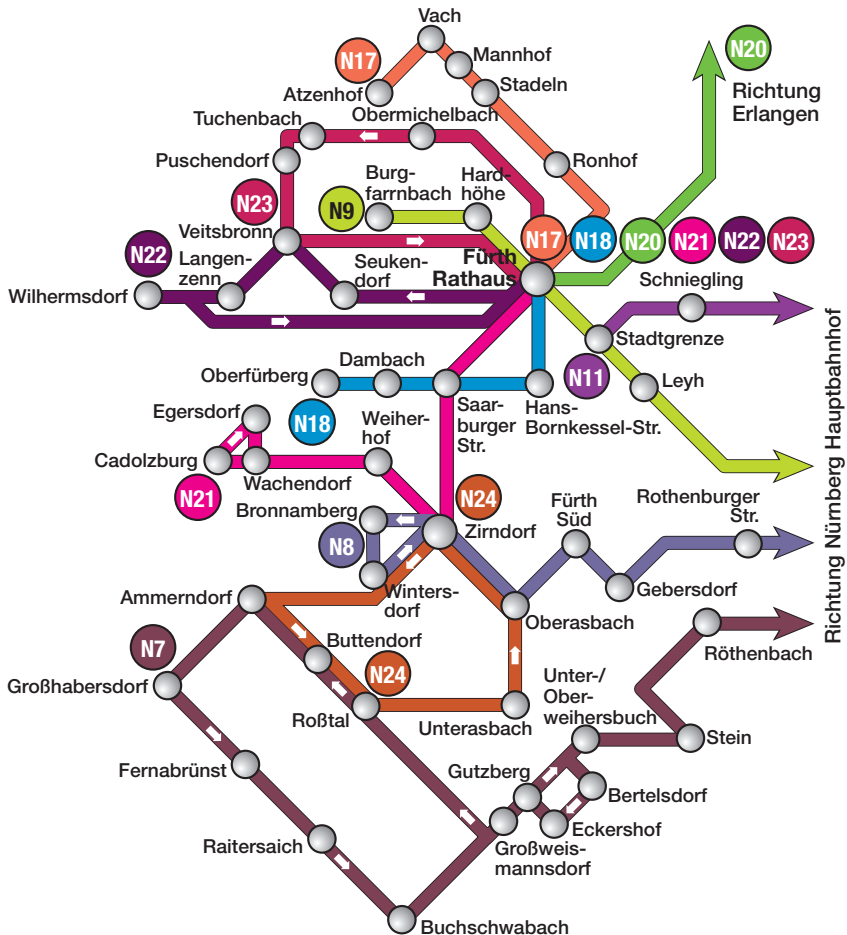 Vach
N17
Mannhof
Atzenhof
Stadeln
N20
Richtung
Erlangen
Tuchenbach
Obermichelbach
Puschendorf
Ronhof
Burg-
farrnbach
Hard-
höhe
N23
N9
Veitsbronn
N22
Langen-
zenn
Seuken-
dorf
Fürth
Rathaus
N17
N18
N20
N21
N22
N23
Wilhermsdorf
Schniegling
Stadtgrenze
N11
Leyh
Oberfürberg
Dambach
N18
Saar-
burger
Str.
Hans-
Bornkessel-Str.
Egersdorf
Weiher-
hof
Cadolzburg
Wachendorf
N21
Bronnamberg
N24
Zirndorf
N8
Winters-
dorf
Fürth
Süd
Rothenburger
Str.
Gebersdorf
Oberasbach
Richtung Nürnberg Hauptbahnhof
Ammerndorf
N7
Buttendorf
N24
Großhabersdorf
Roßtal
Unterasbach
Röthenbach
Unter-/
Ober-
weihersbuch
Stein
Fernabrünst
Gutzberg
Bertelsdorf
Eckershof
Großweis-
mannsdorf
Raitersaich
Buchschwabach